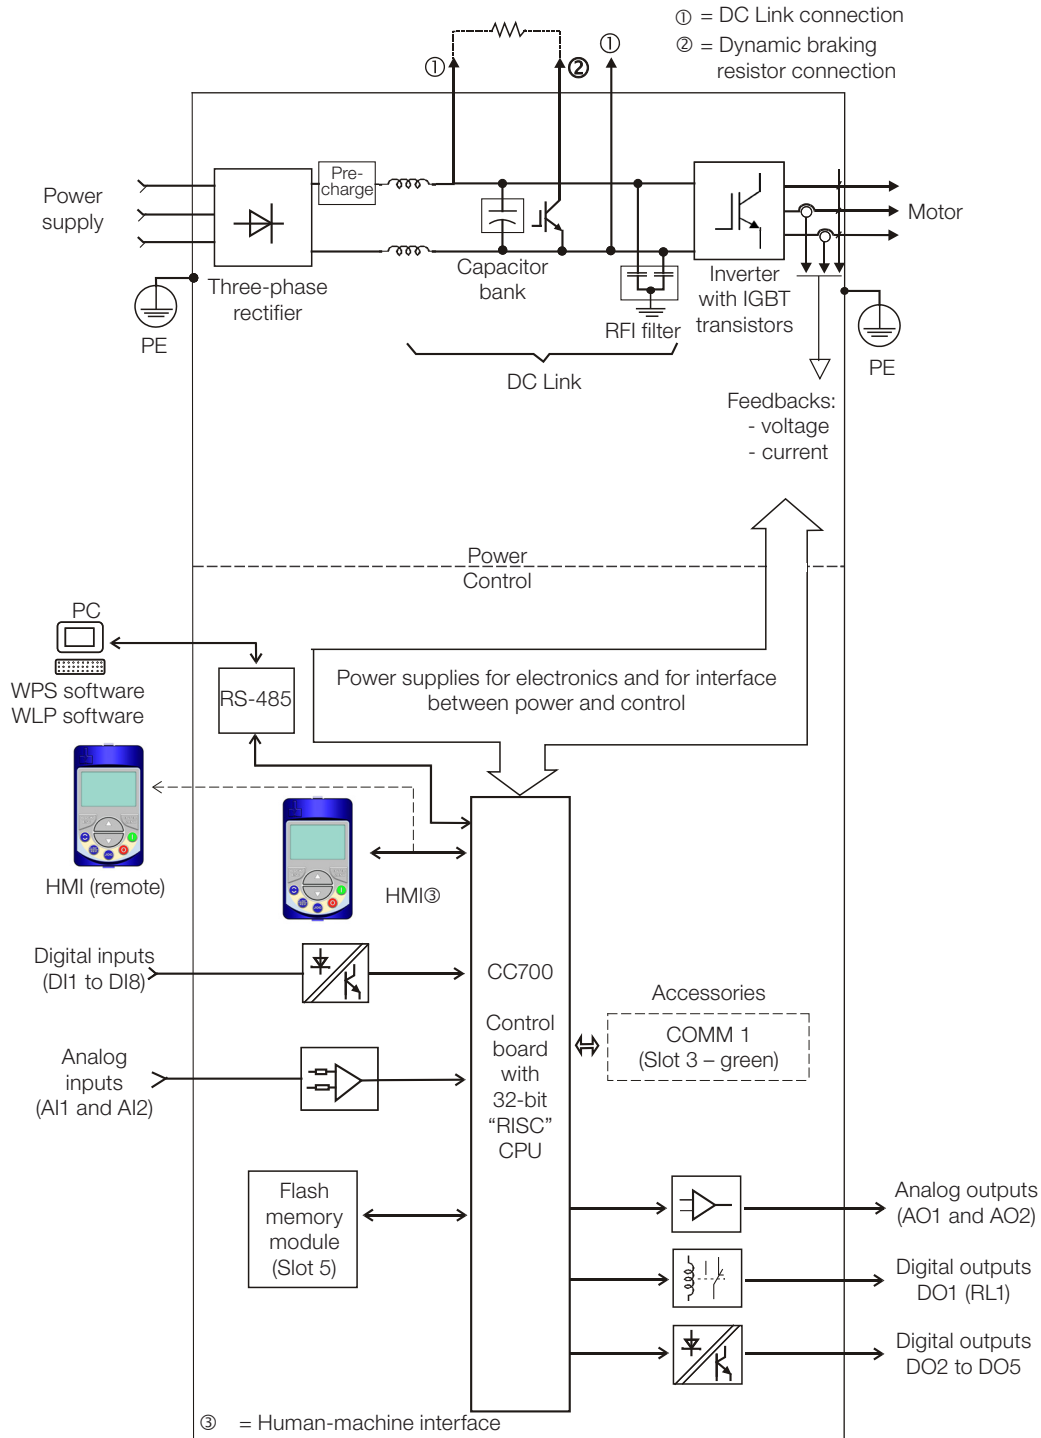 ① = DC Link connection
② = Dynamic braking
resistor connection
①
②
①
Pre-
charge
Power
supply
Motor
Three-phase
rectifier
Capacitor
bank
Inverter
with IGBT
transistors
RFI filter
PE
PE
DC Link
Feedbacks:
- voltage
- current
Power
Control
PC
WPS software
WLP software
RS-485
Power supplies for electronics and for interface
between power and control
HMI (remote)
HMI③
Digital inputs
(DI1 to DI8)
CC700
Control
board
with
32-bit
“RISC”
CPU
Accessories
COMM 1
(Slot 3 – green)
Analog
inputs
(AI1 and AI2)
Flash
memory
module
(Slot 5)
Analog outputs
(AO1 and AO2)
Digital outputs
DO1 (RL1)
Digital outputs
DO2 to DO5
③ = Human-machine interface